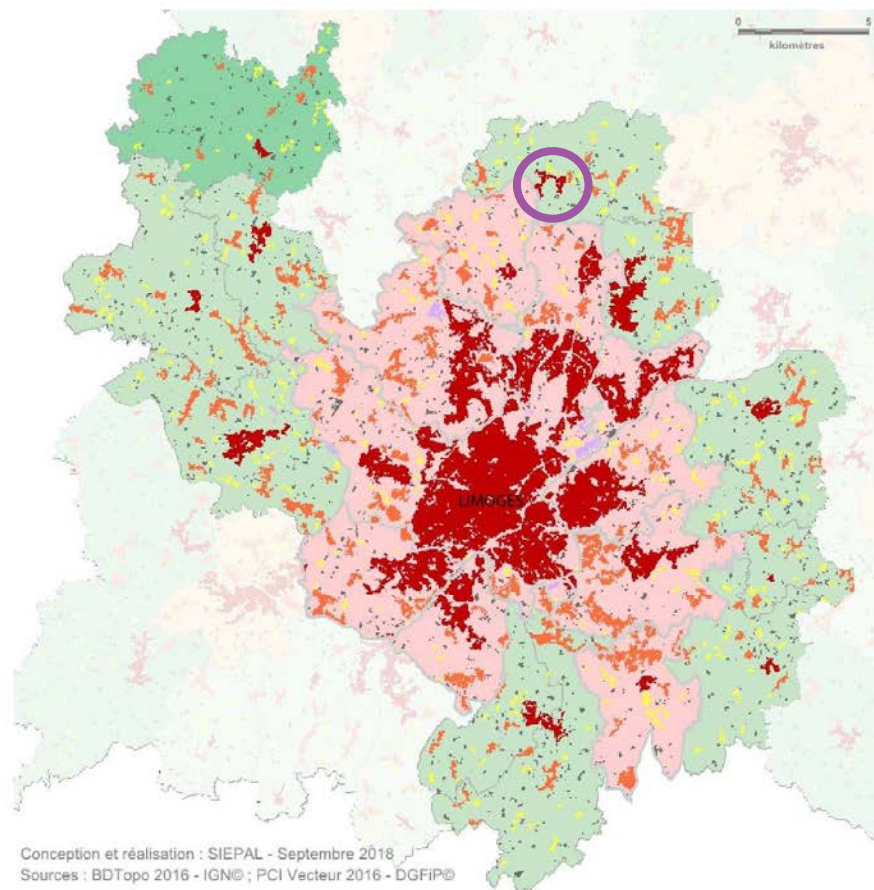 0 5
kilomètres
LIMOGES
Conception et réalisation : SIEPAL - Septembre 2018
Sources : BDTopo 2016 - IGN© ; PCI Vecteur 2016 - DGFiP©